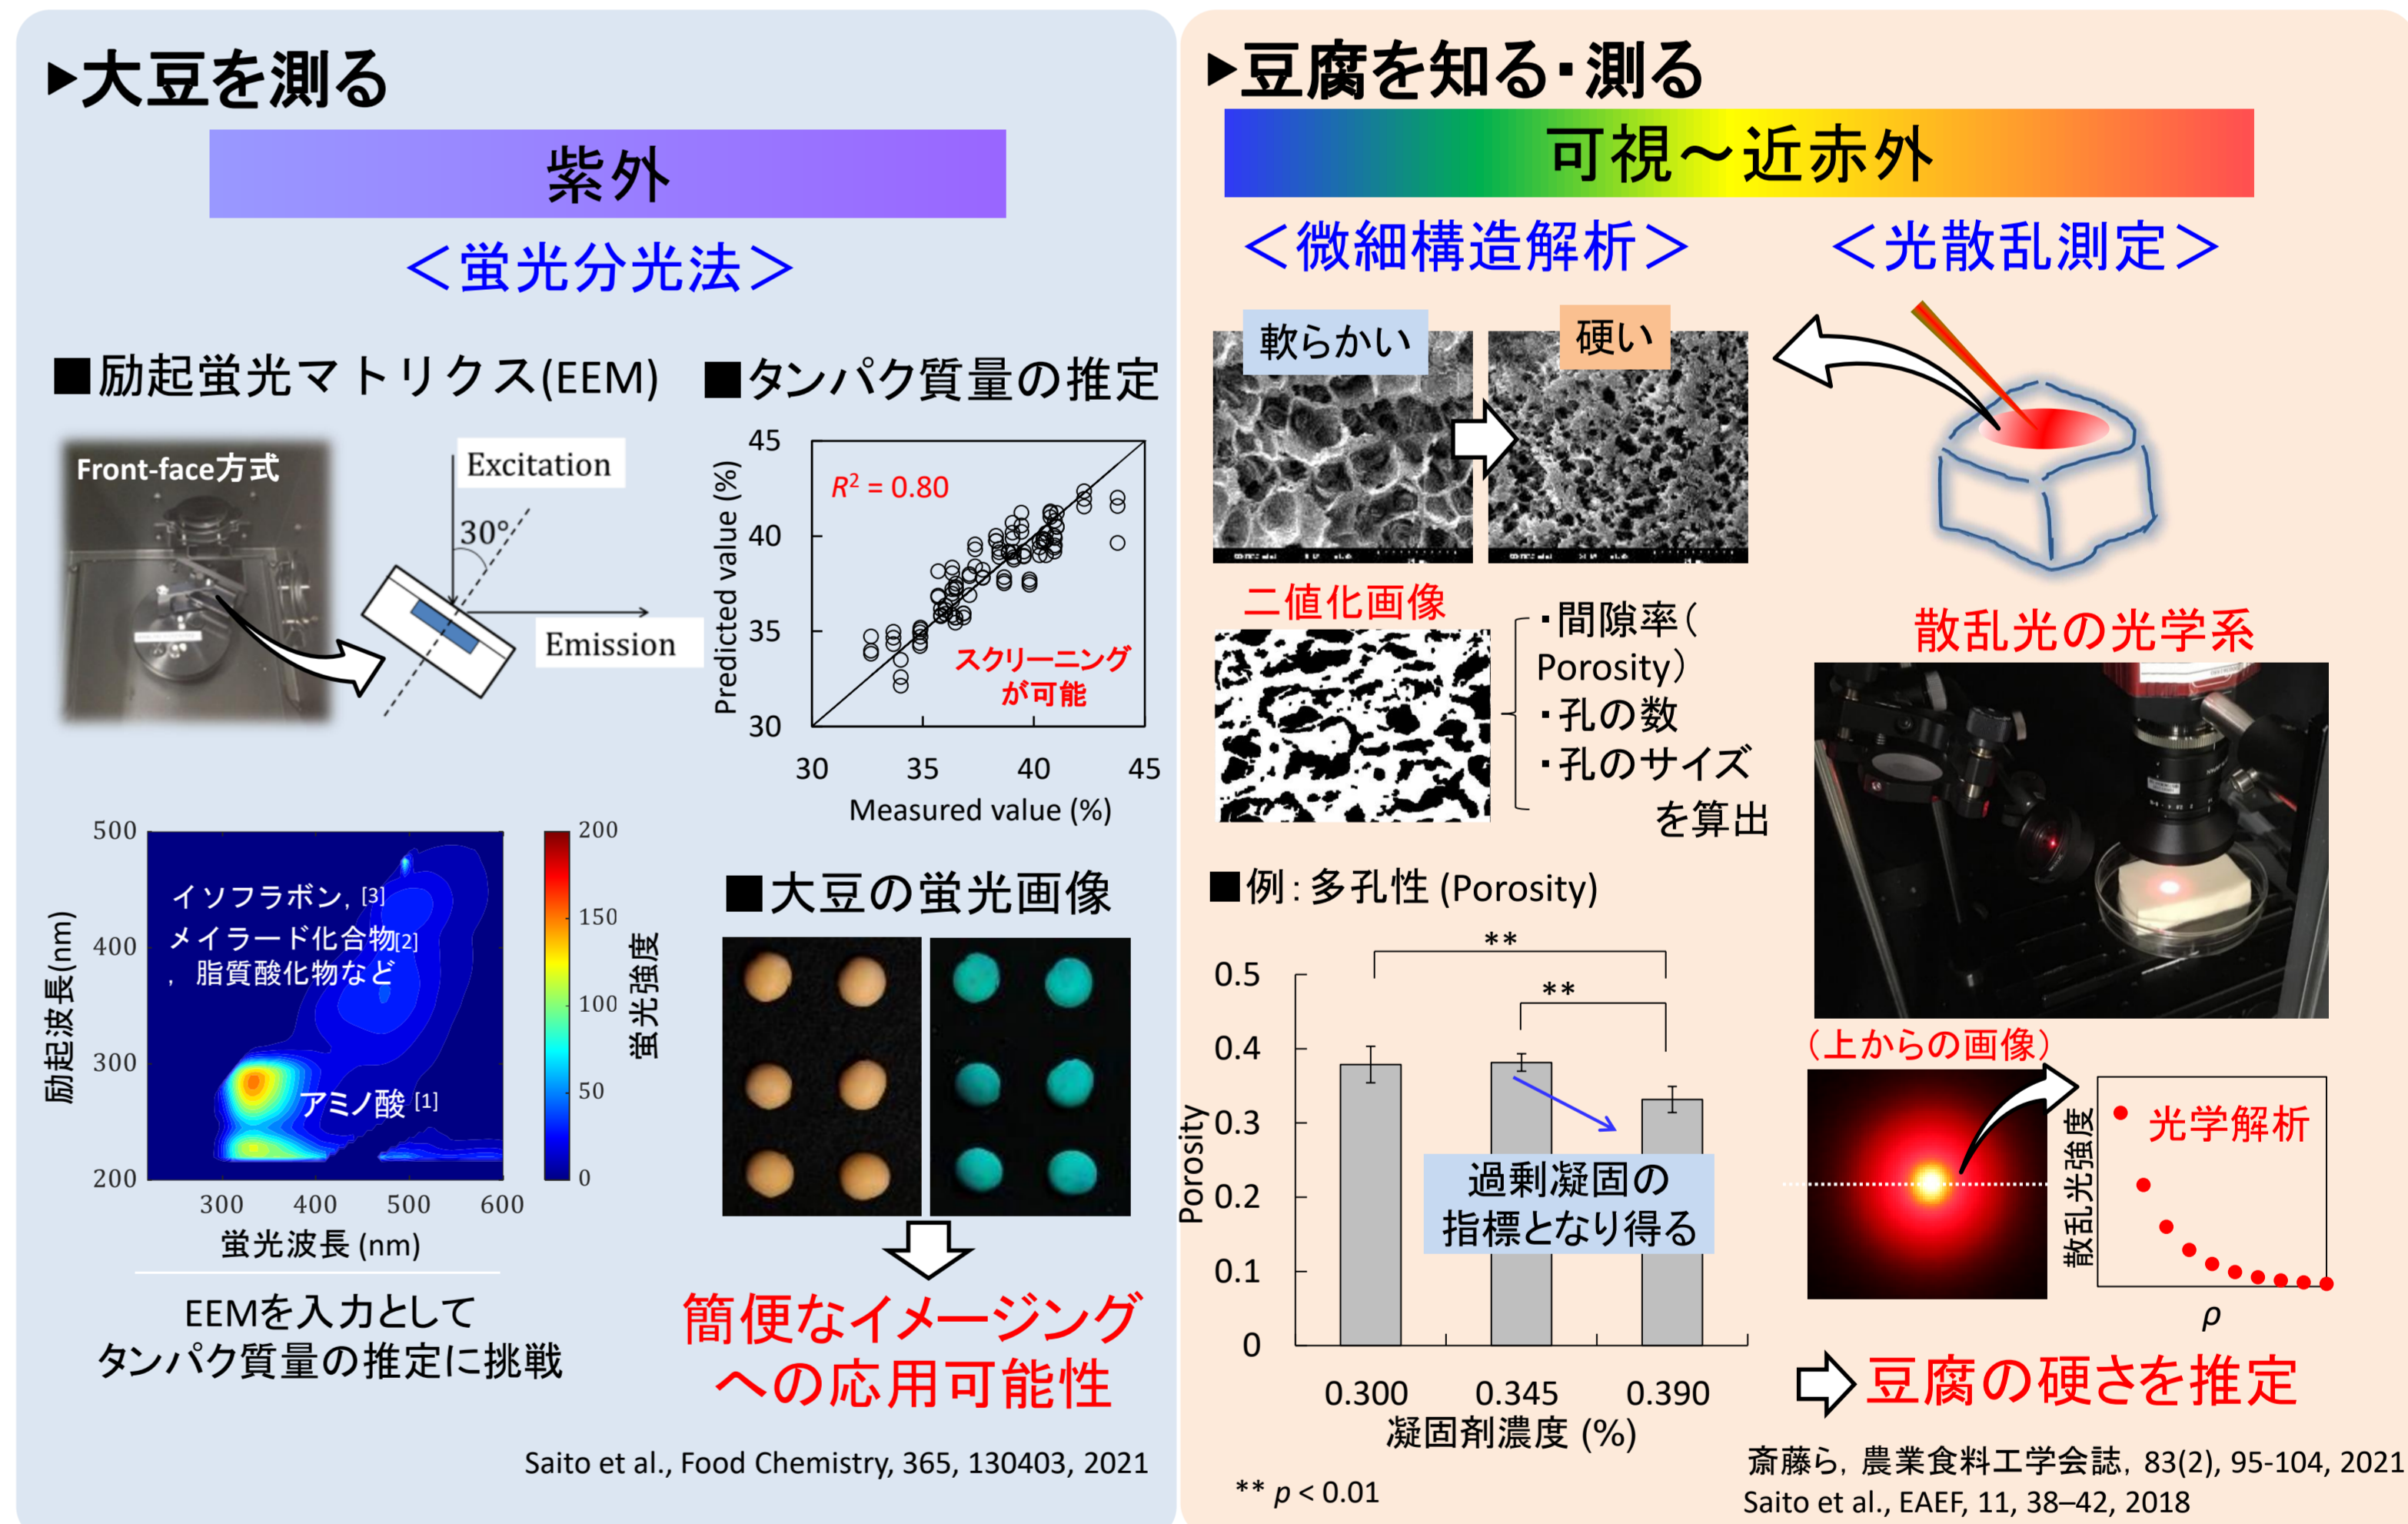 ▶大豆を測る
紫外
＜蛍光分光法＞
■励起蛍光マトリクス(EEM)
Front-face方式
Excitation
30°
Emission
500
400
300
200
励起波長(nm)
イソフラボン, [3]
メイラード化合物[2]
, 脂質酸化物など
アミノ酸 [1]
300 400 500 600
蛍光波長 (nm)
200
150
100
50
0
蛍光強度
EEMを入力として
タンパク質量の推定に挑戦
■タンパク質量の推定
45
40
35
30
Predicted value (%)
R² = 0.80
スクリーニング
が可能
30 35 40 45
Measured value (%)
■大豆の蛍光画像
簡便なイメージング
への応用可能性
Saito et al., Food Chemistry, 365, 130403, 2021
▶豆腐を知る・測る
可視～近赤外
＜微細構造解析＞
軟らかい
硬い
二値化画像
・間隙率（
Porosity）
・孔の数
・孔のサイズ
を算出
■例：多孔性 (Porosity)
**
**
0.5
0.4
0.3
0.2
0.1
0
Porosity
過剰凝固の
指標となり得る
0.300 0.345 0.390
凝固剤濃度 (%)
** p < 0.01
＜光散乱測定＞
散乱光の光学系
（上からの画像）
散乱光強度
光学解析
ρ
豆腐の硬さを推定
斎藤ら, 農業食料工学会誌, 83(2), 95-104, 2021
Saito et al., EAEF, 11, 38–42, 2018